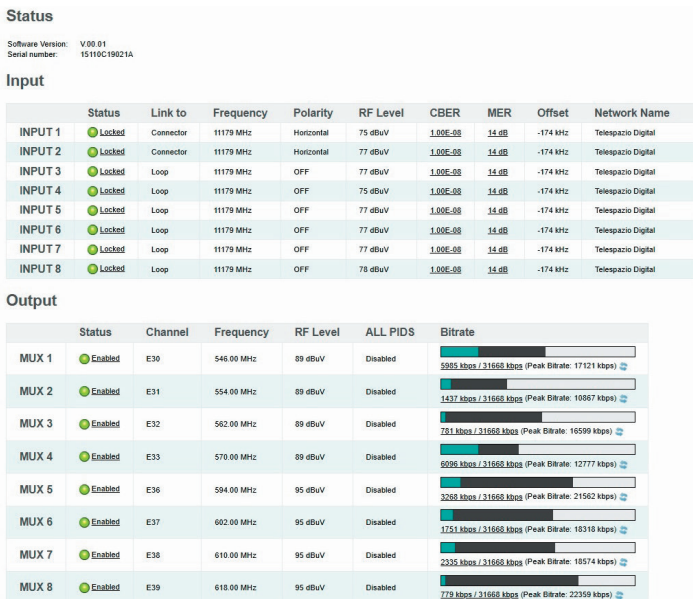 Status
Software Version: V.00.01
Serial number: 15110C19021A
Input
Status Link to Frequency Polarity RF Level CBER MER Offset Network Name
INPUT 1 Locked Connector 11179 MHz Horizontal 75 dBuV 1.00E-08 14 dB -174 kHz Telespazio Digital
INPUT 2 Locked Connector 11179 MHz Horizontal 77 dBuV 1.00E-08 14 dB -174 kHz Telespazio Digital
INPUT 3 Locked Loop 11179 MHz OFF 77 dBuV 1.00E-08 14 dB -174 kHz Telespazio Digital
INPUT 4 Locked Loop 11179 MHz OFF 75 dBuV 1.00E-08 14 dB -174 kHz Telespazio Digital
INPUT 5 Locked Loop 11179 MHz OFF 77 dBuV 1.00E-08 14 dB -174 kHz Telespazio Digital
INPUT 6 Locked Loop 11179 MHz OFF 77 dBuV 1.00E-08 14 dB -174 kHz Telespazio Digital
INPUT 7 Locked Loop 11179 MHz OFF 77 dBuV 1.00E-08 14 dB -174 kHz Telespazio Digital
INPUT 8 Locked Loop 11179 MHz OFF 78 dBuV 1.00E-08 14 dB -174 kHz Telespazio Digital
Output
Status Channel Frequency RF Level ALL PIDS Bitrate
MUX 1 Enabled E30 546.00 MHz 89 dBuV Disabled 5985 kbps / 31668 kbps (Peak Bitrate: 17121 kbps)
MUX 2 Enabled E31 554.00 MHz 89 dBuV Disabled 1437 kbps / 31668 kbps (Peak Bitrate: 10867 kbps)
MUX 3 Enabled E32 562.00 MHz 89 dBuV Disabled 781 kbps / 31668 kbps (Peak Bitrate: 16599 kbps)
MUX 4 Enabled E33 570.00 MHz 89 dBuV Disabled 6096 kbps / 31668 kbps (Peak Bitrate: 12777 kbps)
MUX 5 Enabled E36 594.00 MHz 95 dBuV Disabled 3268 kbps / 31668 kbps (Peak Bitrate: 21562 kbps)
MUX 6 Enabled E37 602.00 MHz 95 dBuV Disabled 1751 kbps / 31668 kbps (Peak Bitrate: 18318 kbps)
MUX 7 Enabled E38 610.00 MHz 95 dBuV Disabled 2335 kbps / 31668 kbps (Peak Bitrate: 18574 kbps)
MUX 8 Enabled E39 618.00 MHz 95 dBuV Disabled 779 kbps / 31668 kbps (Peak Bitrate: 22359 kbps)